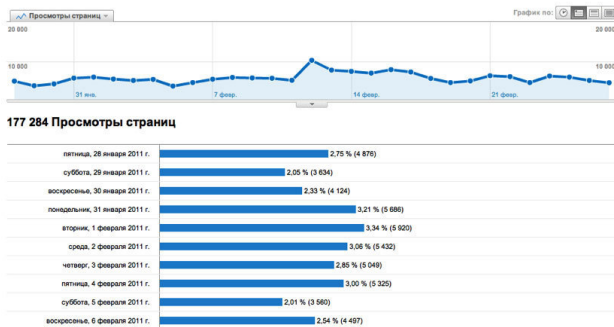 Просмотры страниц
График по:
20 000 20 000
10 000 10 000
31 янв. 7 февр. 14 февр. 21 февр.
177 284 Просмотры страниц
пятница, 28 января 2011 г. 2,75 % (4 876)
суббота, 29 января 2011 г. 2,05 % (3 634)
воскресенье, 30 января 2011 г. 2,33 % (4 124)
понедельник, 31 января 2011 г. 3,21 % (5 686)
вторник, 1 февраля 2011 г. 3,34 % (5 920)
среда, 2 февраля 2011 г. 3,06 % (5 432)
четверг, 3 февраля 2011 г. 2,85 % (5 049)
пятница, 4 февраля 2011 г. 3,00 % (5 325)
суббота, 5 февраля 2011 г. 2,01 % (3 560)
воскресенье, 6 февраля 2011 г. 2,54 % (4 497)